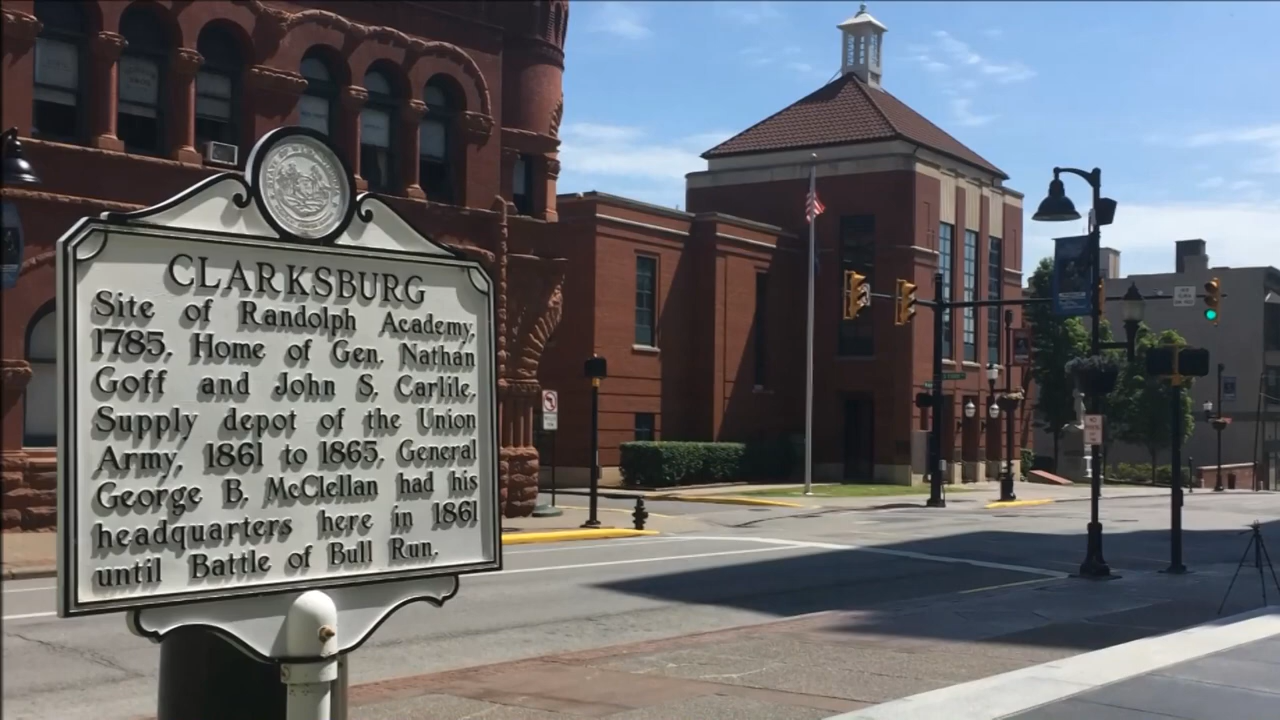 CLARKSBURG
Site of Randolph Academy,
1785. Home of Gen. Nathan
Goff and John S. Carlile.
Supply depot of the Union
Army, 1861 to 1865. General
George B. McClellan had his
headquarters here in 1861
until Battle of Bull Run.